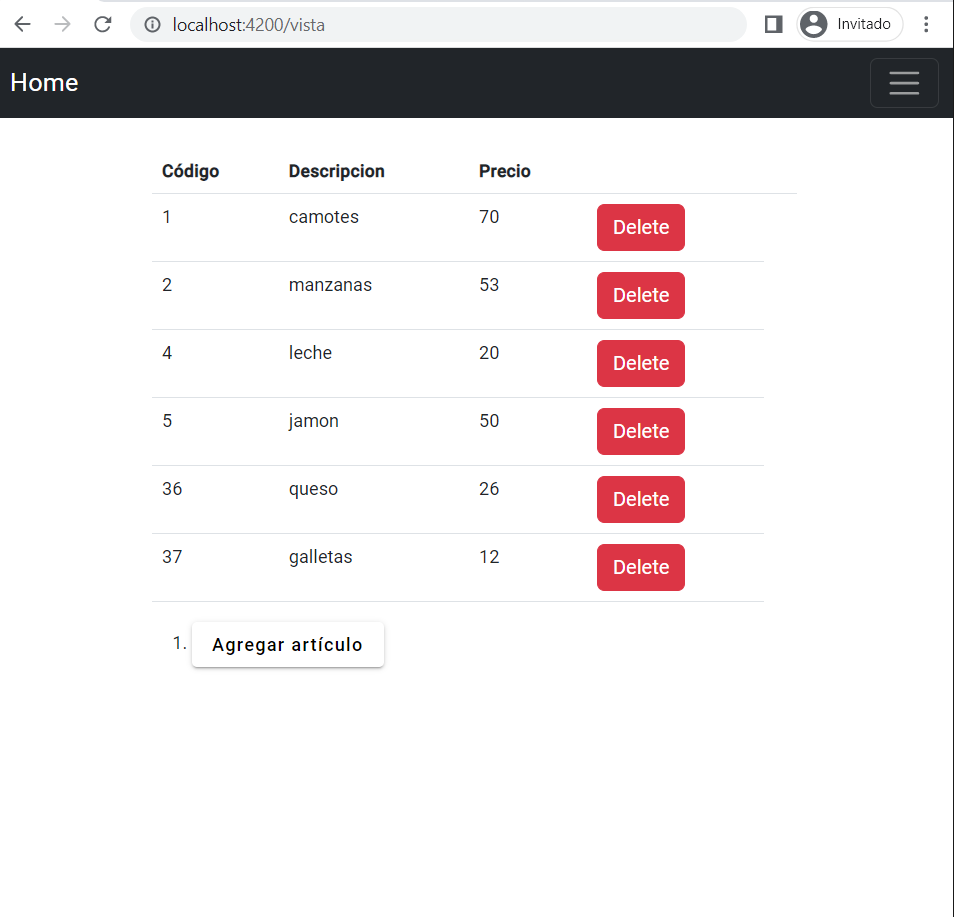 localhost:4200/vista
Invitado
Home
Código Descripcion Precio
1 camotes 70 Delete
2 manzanas 53 Delete
4 leche 20 Delete
5 jamon 50 Delete
36 queso 26 Delete
37 galletas 12 Delete
1. Agregar artículo